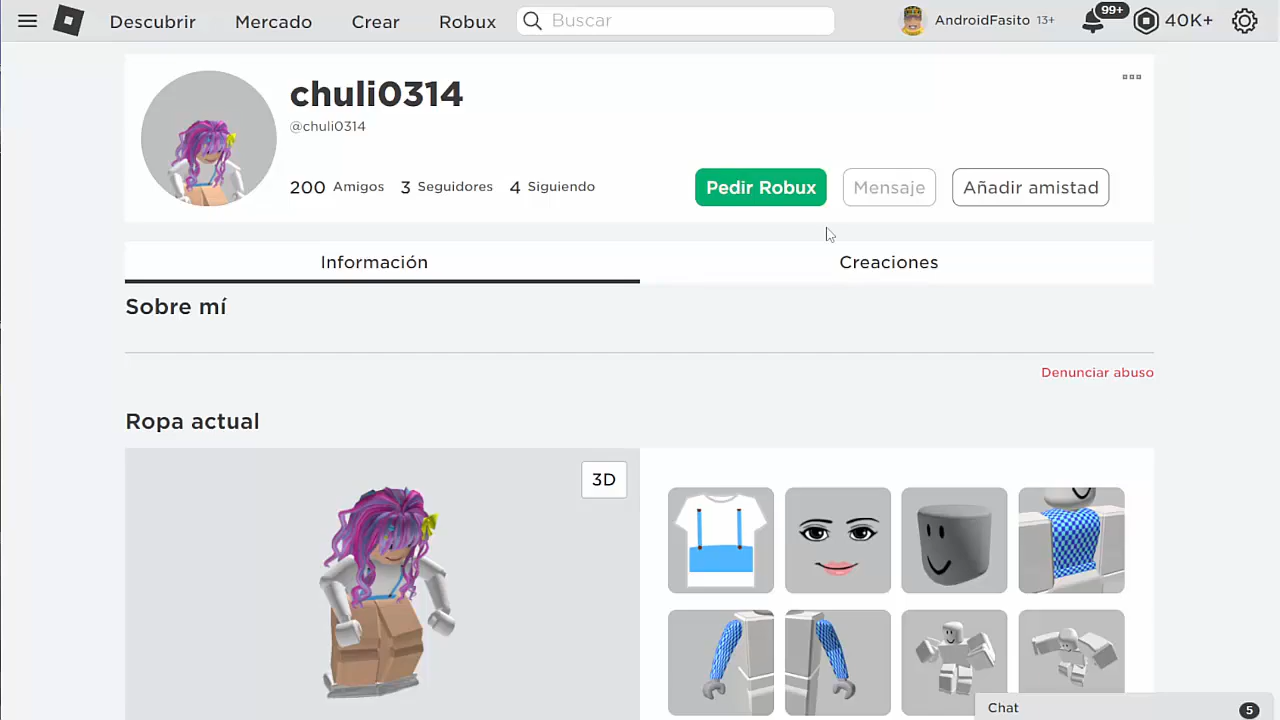 Descubrir Mercado Crear Robux Buscar AndroidFasito 13+ 99+ 40K+
chuli0314
@chuli0314
200 Amigos 3 Seguidores 4 Siguiendo Pedir Robux Mensaje Añadir amistad
Información Creaciones
Sobre mí
Denunciar abuso
Ropa actual
3D
Chat 5